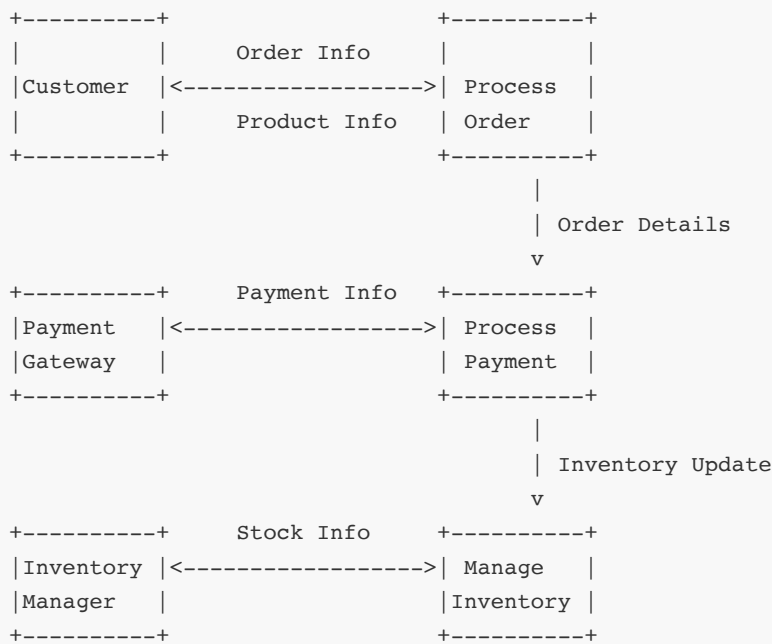 +----------+                    +----------+
|          |     Order Info     |          |
|Customer  |<------------------>| Process  |
|          |     Product Info   | Order    |
+----------+                    +----------+
                                       |
                                       | Order Details
                                       v
+----------+     Payment Info   +----------+
|Payment   |<------------------>| Process  |
|Gateway   |                    | Payment  |
+----------+                    +----------+
                                       |
                                       | Inventory Update
                                       v
+----------+     Stock Info     +----------+
|Inventory |<------------------>| Manage   |
|Manager   |                    |Inventory |
+----------+                    +----------+